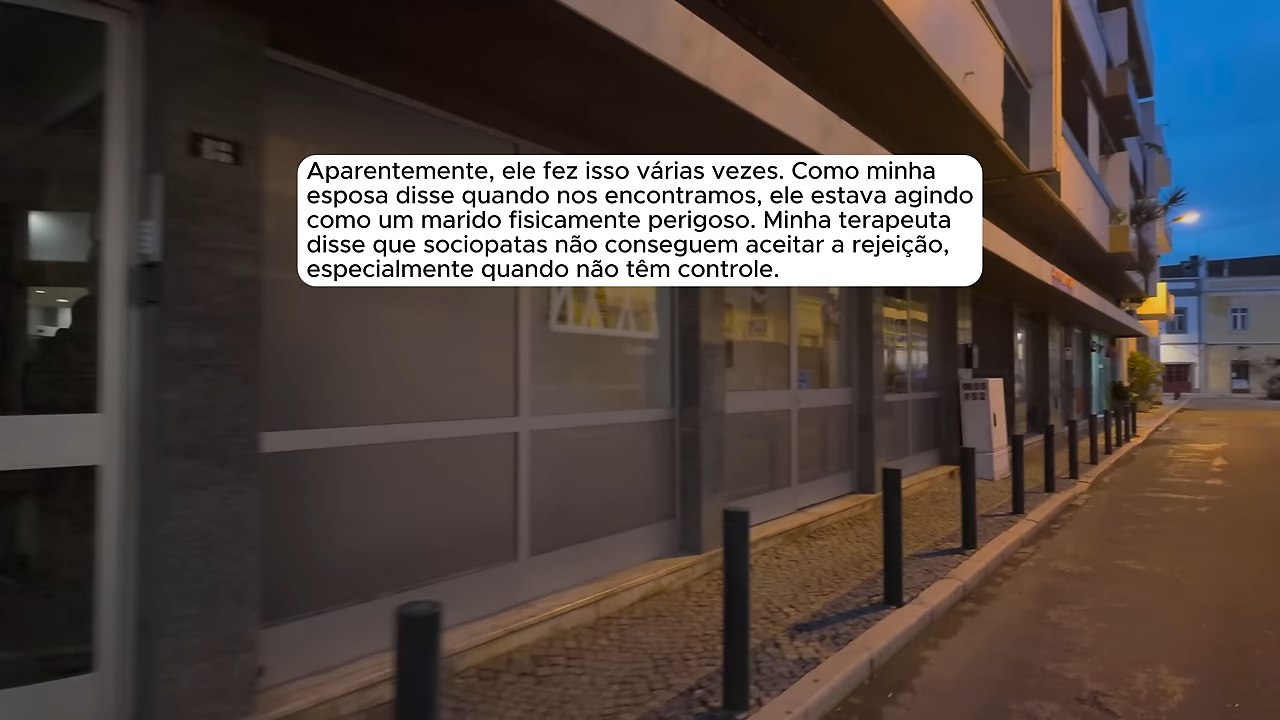 Aparentemente, ele fez isso várias vezes. Como minha
esposa disse quando nos encontramos, ele estava agindo
como um marido fisicamente perigoso. Minha terapeuta
disse que sociopatas não conseguem aceitar a rejeição,
especialmente quando não têm controle.